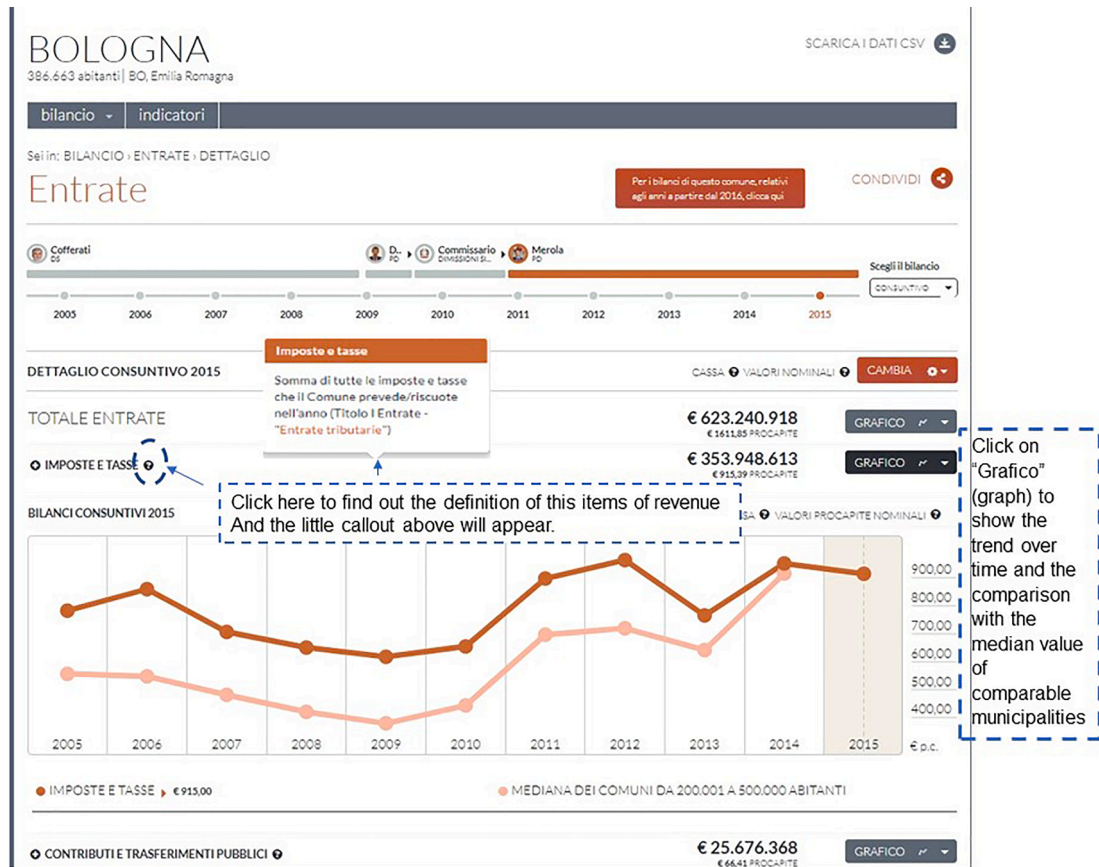 BOLOGNA
SCARICA I DATI CSV
386.663 abitanti | BO, Emilia Romagna
bilancio
indicatori
Sei in: BILANCIO › ENTRATE › DETTAGLIO
Entrate
Per i bilanci di questo comune, relativi
agli anni a partire dal 2016, clicca qui
CONDIVIDI
Cofferati
DS
D..
PD
Commissario
DIMISSIONI SI...
Merola
PD
Scegli il bilancio
CONSUNTIVO
2005 2006 2007 2008 2009 2010 2011 2012 2013 2014 2015
Imposte e tasse
Somma di tutte le imposte e tasse
che il Comune prevede/riscuote
nell'anno (Titolo I Entrate -
"Entrate tributarie")
DETTAGLIO CONSUNTIVO 2015
CASSA ? VALORI NOMINALI ?
CAMBIA
TOTALE ENTRATE
€ 623.240.918
€ 1611,85 PROCAPITE
GRAFICO
IMPOSTE E TASSE ?
€ 353.948.613
€ 915,39 PROCAPITE
GRAFICO
Click here to find out the definition of this items of revenue
And the little callout above will appear.
Click on
"Grafico"
(graph) to
show the
trend over
time and the
comparison
with the
median value
of
comparable
municipalities
BILANCI CONSUNTIVI 2015
SA ? VALORI PROCAPITE NOMINALI ?
900,00
800,00
700,00
600,00
500,00
400,00
2005 2006 2007 2008 2009 2010 2011 2012 2013 2014 2015 € p.c.
IMPOSTE E TASSE € 915,00
MEDIANA DEI COMUNI DA 200.001 A 500.000 ABITANTI
CONTRIBUTI E TRASFERIMENTI PUBBLICI ?
€ 25.676.368
€ 66,41 PROCAPITE
GRAFICO